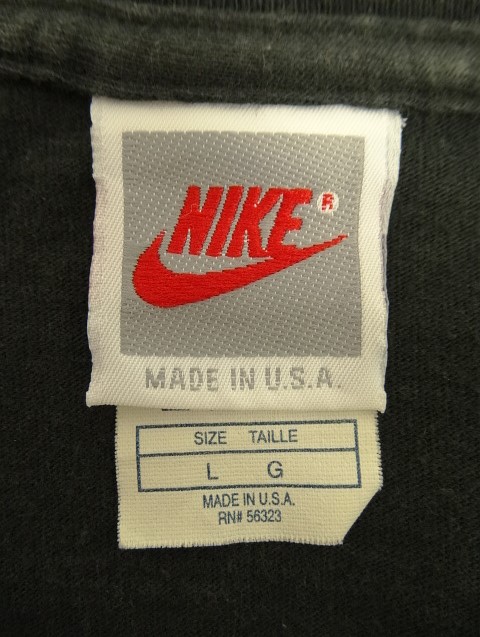 NIKE ®
MADE IN U.S.A.
SIZE TAILLE
L G
MADE IN U.S.A.
RN# 56323